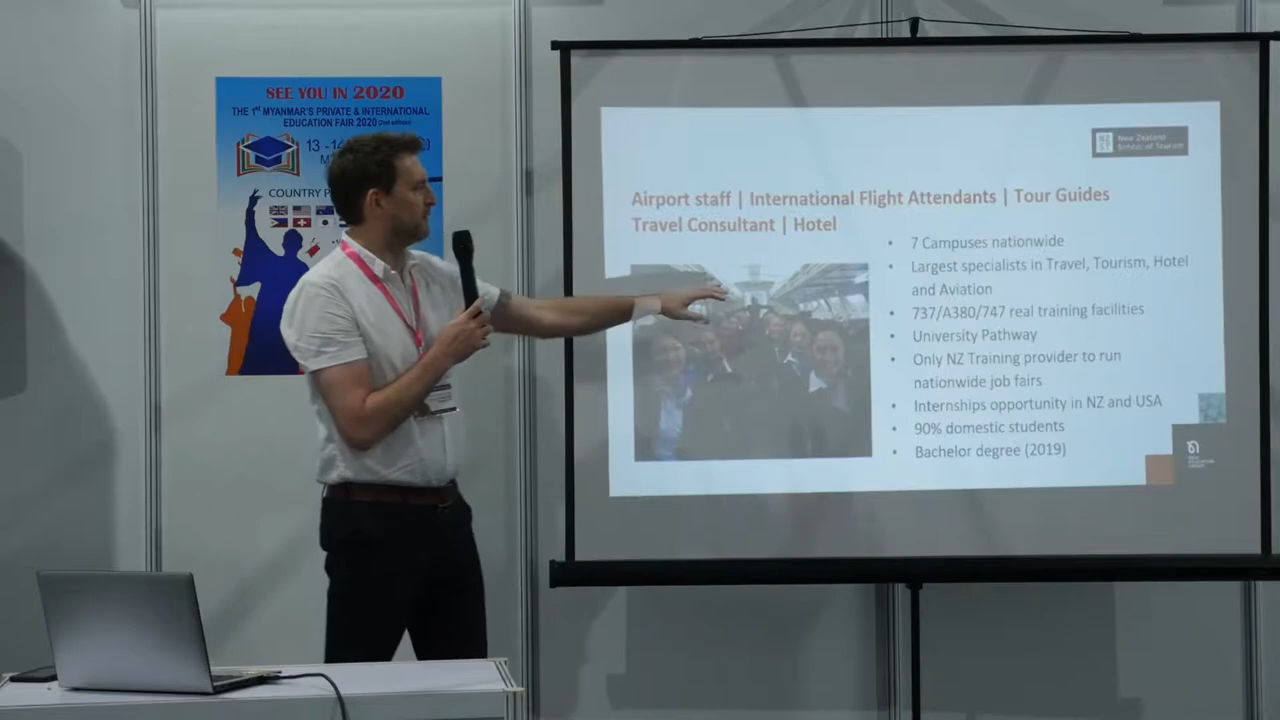 SEE YOU IN 2020
THE 1st MYANMAR'S PRIVATE & INTERNATIONAL
EDUCATION FAIR 2020 (2nd edition)
13 - 14
COUNTRY P
New Zealand
School of Tourism
Airport staff | International Flight Attendants | Tour Guides
Travel Consultant | Hotel
• 7 Campuses nationwide
• Largest specialists in Travel, Tourism, Hotel
and Aviation
• 737/A380/747 real training facilities
• University Pathway
• Only NZ Training provider to run
nationwide job fairs
• Internships opportunity in NZ and USA
• 90% domestic students
• Bachelor degree (2019)